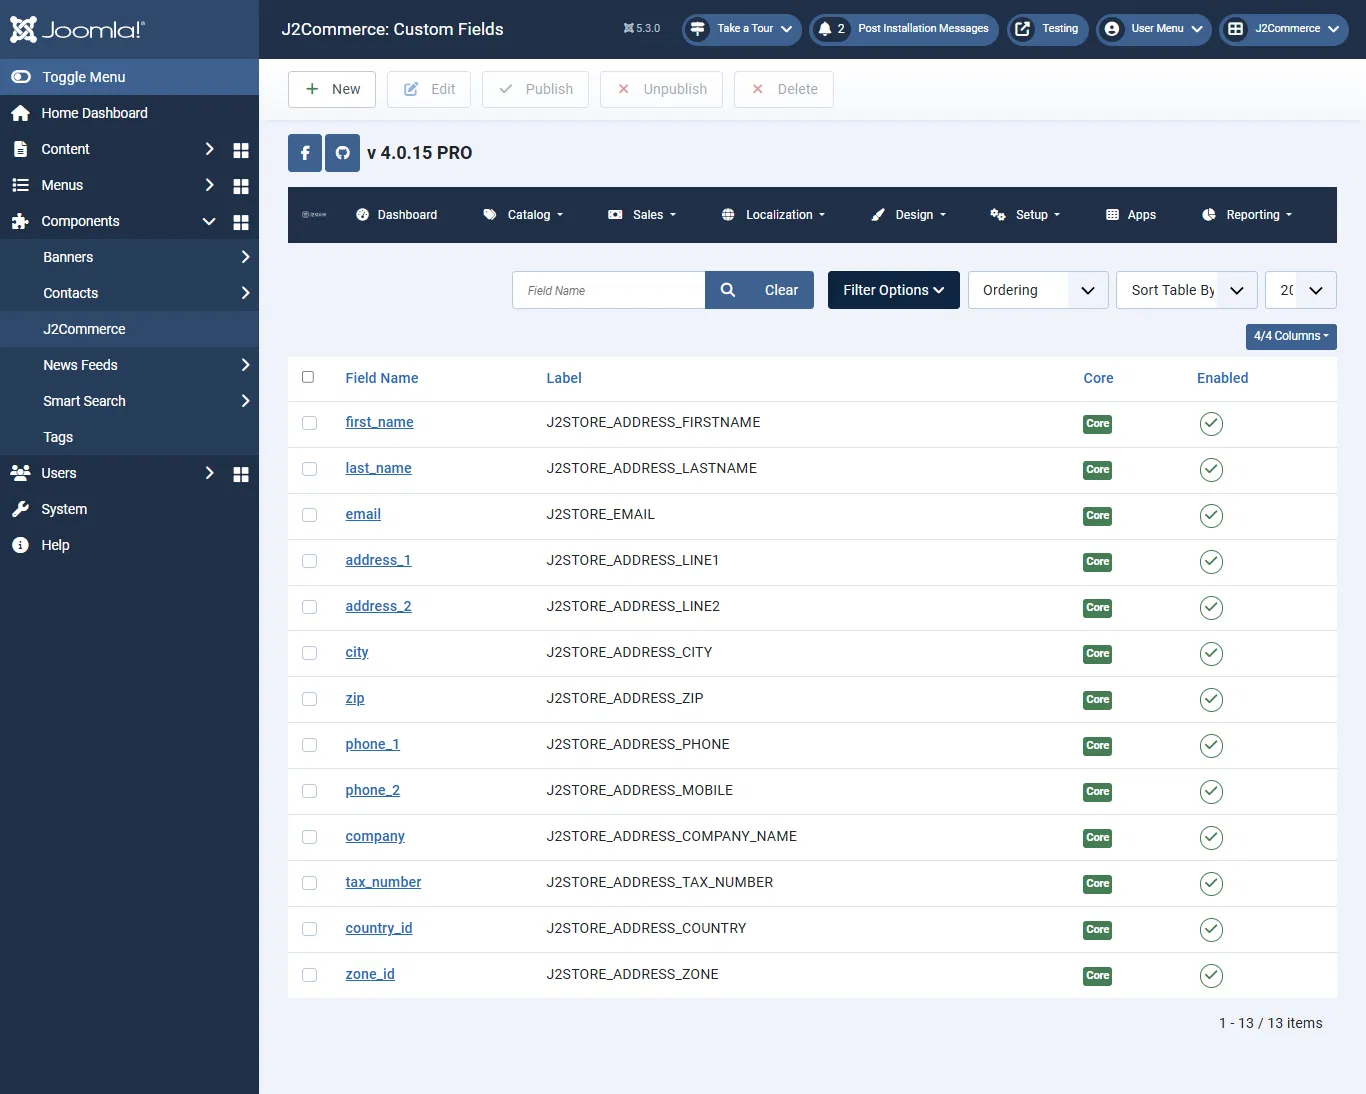 Joomla!
J2Commerce: Custom Fields
5.3.0
Take a Tour
2 Post Installation Messages
Testing
User Menu
J2Commerce
Toggle Menu
Home Dashboard
Content
Menus
Components
Banners
Contacts
J2Commerce
News Feeds
Smart Search
Tags
Users
System
Help
New
Edit
Publish
Unpublish
Delete
v 4.0.15 PRO
Dashboard
Catalog
Sales
Localization
Design
Setup
Apps
Reporting
Field Name
Clear
Filter Options
Ordering
Sort Table By
20
4/4 Columns
Field Name Label Core Enabled
first_name J2STORE_ADDRESS_FIRSTNAME Core
last_name J2STORE_ADDRESS_LASTNAME Core
email J2STORE_EMAIL Core
address_1 J2STORE_ADDRESS_LINE1 Core
address_2 J2STORE_ADDRESS_LINE2 Core
city J2STORE_ADDRESS_CITY Core
zip J2STORE_ADDRESS_ZIP Core
phone_1 J2STORE_ADDRESS_PHONE Core
phone_2 J2STORE_ADDRESS_MOBILE Core
company J2STORE_ADDRESS_COMPANY_NAME Core
tax_number J2STORE_ADDRESS_TAX_NUMBER Core
country_id J2STORE_ADDRESS_COUNTRY Core
zone_id J2STORE_ADDRESS_ZONE Core
1 - 13 / 13 items